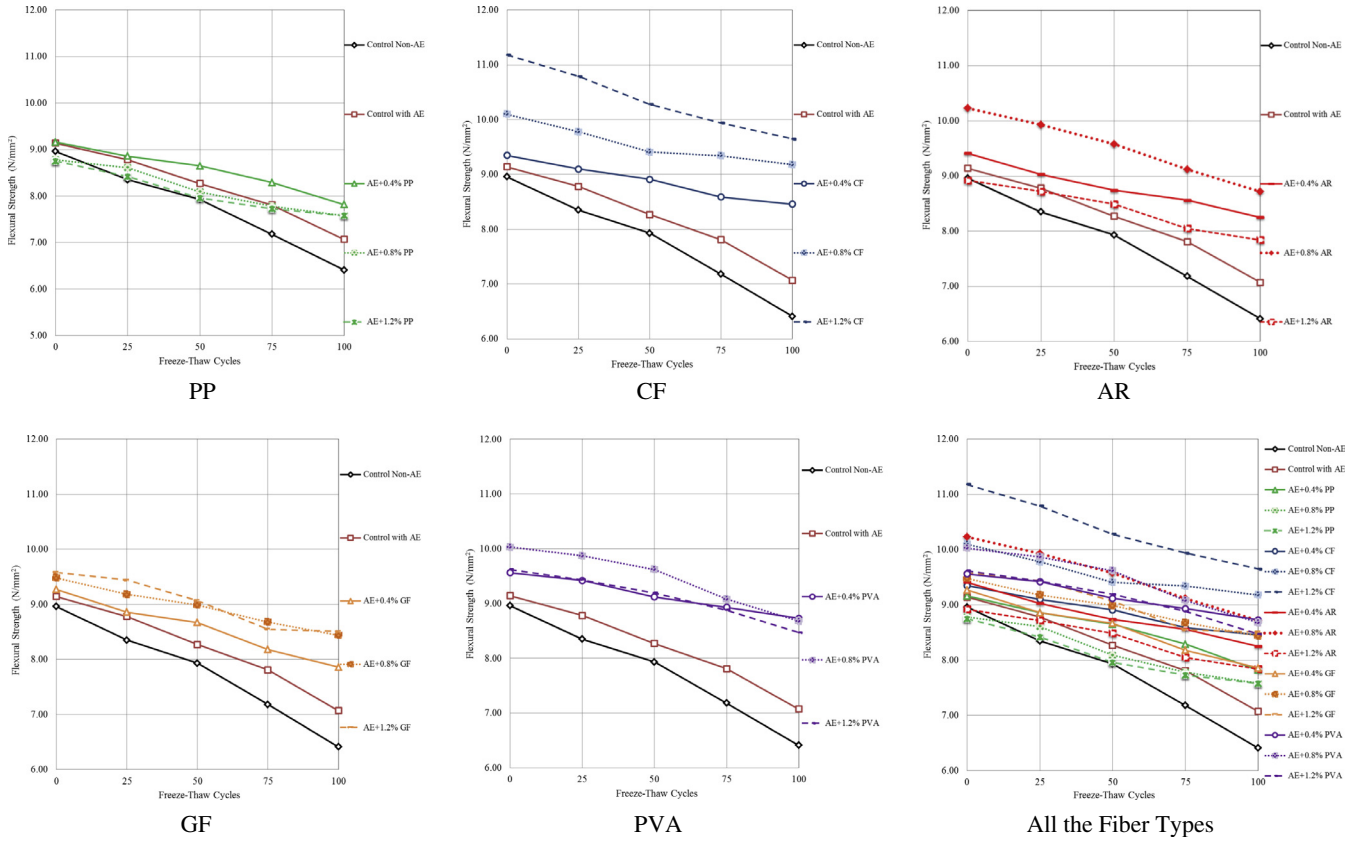 12.00
11.00
10.00
9.00
8.00
7.00
6.00
5.00
Flexural Strength (N/mm²)
0 25 50 75 100
Freeze-Thaw Cycles
Control Non-AE
Control with AE
AE+0.4% PP
AE+0.8% PP
AE+1.2% PP
PP
12.00
11.00
10.00
9.00
8.00
7.00
6.00
Flexural Strength (N/mm²)
0 25 50 75 100
Freeze-Thaw Cycles
Control Non-AE
Control with AE
AE+0.4% CF
AE+0.8% CF
AE+1.2% CF
CF
12.00
11.00
10.00
9.00
8.00
7.00
6.00
Flexural Strength (N/mm²)
0 25 50 75 100
Freeze-Thaw Cycles
Control Non-AE
Control with AE
AE+0.4% AR
AE+0.8% AR
AE+1.2% AR
AR
12.00
11.00
10.00
9.00
8.00
7.00
6.00
Flexural Strength (N/mm²)
0 25 50 75 100
Freeze-Thaw Cycles
Control Non-AE
Control with AE
AE+0.4% GF
AE+0.8% GF
AE+1.2% GF
GF
12.00
11.00
10.00
9.00
8.00
7.00
6.00
Flexural Strength (N/mm²)
0 25 50 75 100
Freeze-Thaw Cycles
Control Non-AE
Control with AE
AE+0.4% PVA
AE+0.8% PVA
AE+1.2% PVA
PVA
12.00
11.00
10.00
9.00
8.00
7.00
6.00
Flexural Strength (N/mm²)
0 25 50 75 100
Freeze-Thaw Cycles
Control Non-AE
Control with AE
AE+0.4% PP
AE+0.8% PP
AE+1.2% PP
AE+0.4% CF
AE+0.8% CF
AE+1.2% CF
AE+0.4% AR
AE+0.8% AR
AE+1.2% AR
AE+0.4% GF
AE+0.8% GF
AE+1.2% GF
AE+0.4% PVA
AE+0.8% PVA
AE+1.2% PVA
All the Fiber Types